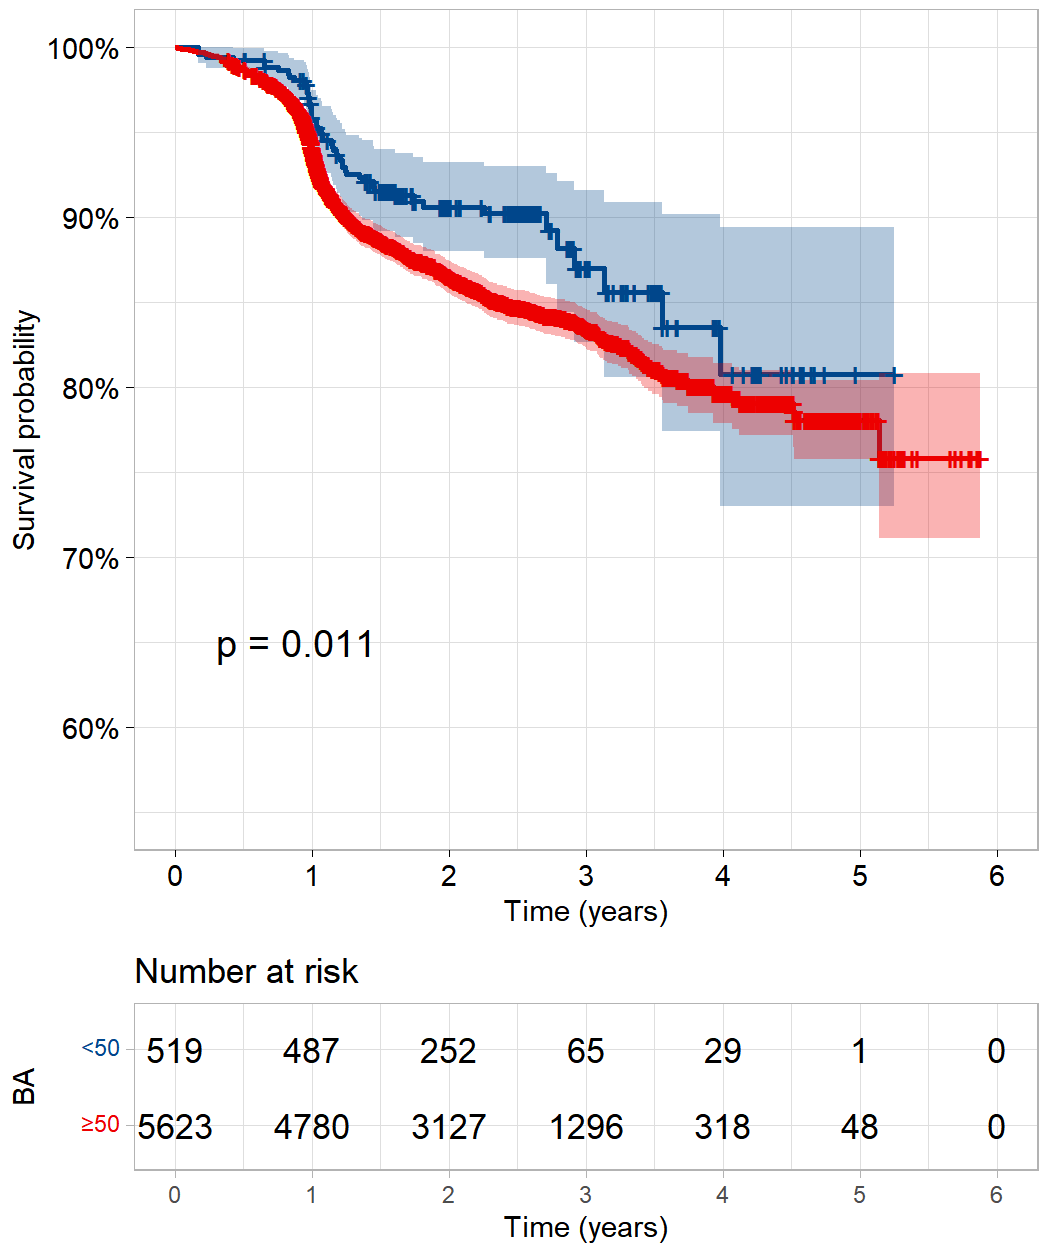 100%
90%
80%
70%
60%
Survival probability
p = 0.011
0 1 2 3 4 5 6
Time (years)
Number at risk
BA
<50 519 487 252 65 29 1 0
≥50 5623 4780 3127 1296 318 48 0
0 1 2 3 4 5 6
Time (years)